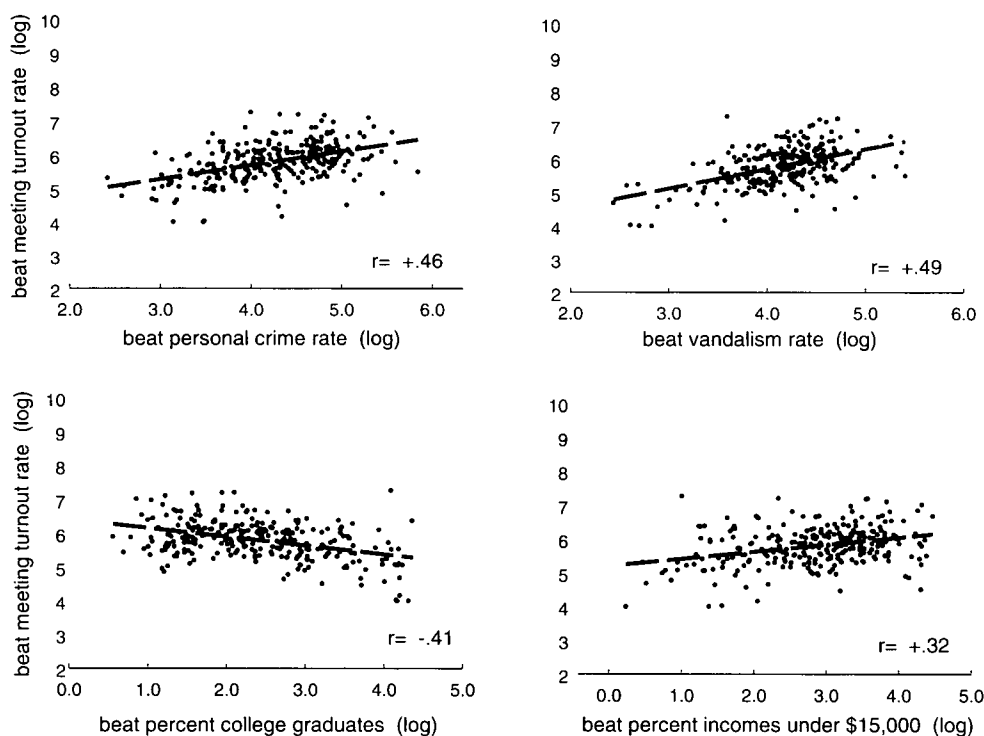 10
9
8
7
6
5
4
3
2
beat meeting turnout rate (log)
r= +.46
2.0 3.0 4.0 5.0 6.0
beat personal crime rate (log)
10
9
8
7
6
5
4
3
2
r= +.49
2.0 3.0 4.0 5.0 6.0
beat vandalism rate (log)
10
9
8
7
6
5
4
3
2
beat meeting turnout rate (log)
r= -.41
0.0 1.0 2.0 3.0 4.0 5.0
beat percent college graduates (log)
10
9
8
7
6
5
4
3
2
r= +.32
0.0 1.0 2.0 3.0 4.0 5.0
beat percent incomes under $15,000 (log)